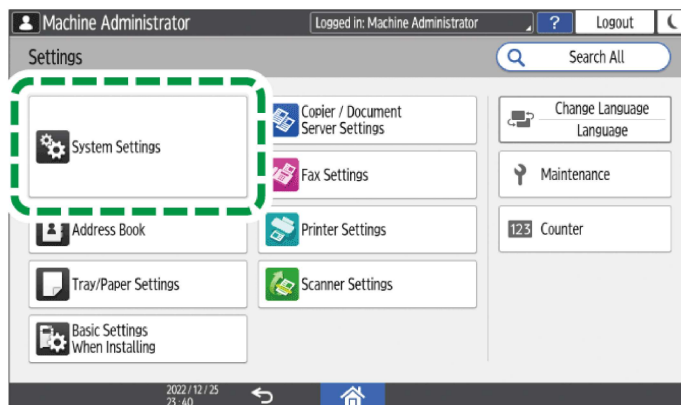 Machine Administrator
Logged in: Machine Administrator
?
Logout
Settings
Search All
System Settings
Copier / Document
Server Settings
Change Language
Language
Fax Settings
Maintenance
Address Book
Printer Settings
123
Counter
Tray/Paper Settings
Scanner Settings
Basic Settings
When Installing
2022/12/25
23:40